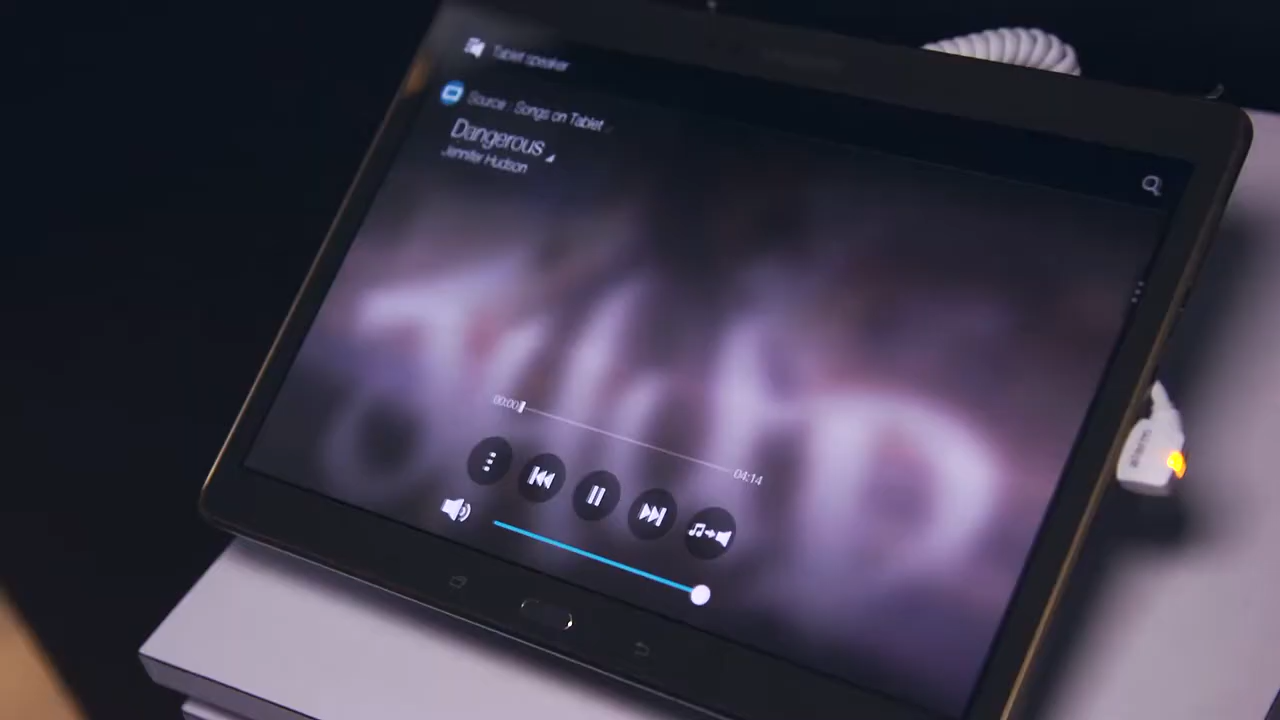 Tablet speaker
Source : Songs on Tablet
Dangerous
Jennifer Hudson
00:00
04:14